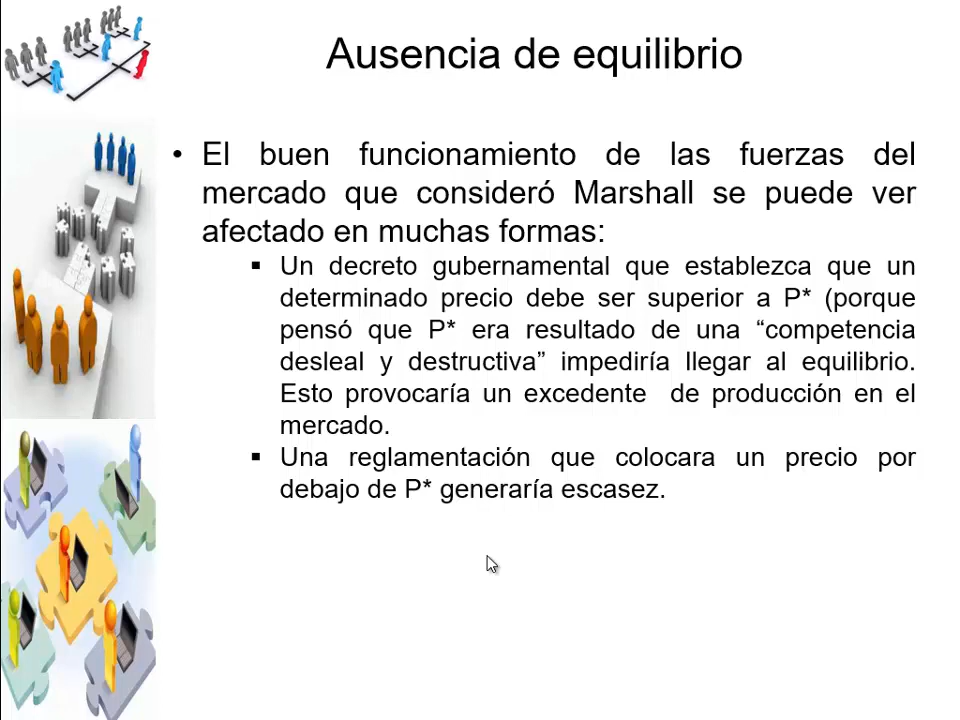 Ausencia de equilibrio
• El buen funcionamiento de las fuerzas del
mercado que consideró Marshall se puede ver
afectado en muchas formas:
▪ Un decreto gubernamental que establezca que un
determinado precio debe ser superior a P* (porque
pensó que P* era resultado de una “competencia
desleal y destructiva” impediría llegar al equilibrio.
Esto provocaría un excedente  de producción en el
mercado.
▪ Una reglamentación que colocara un precio por
debajo de P* generaría escasez.